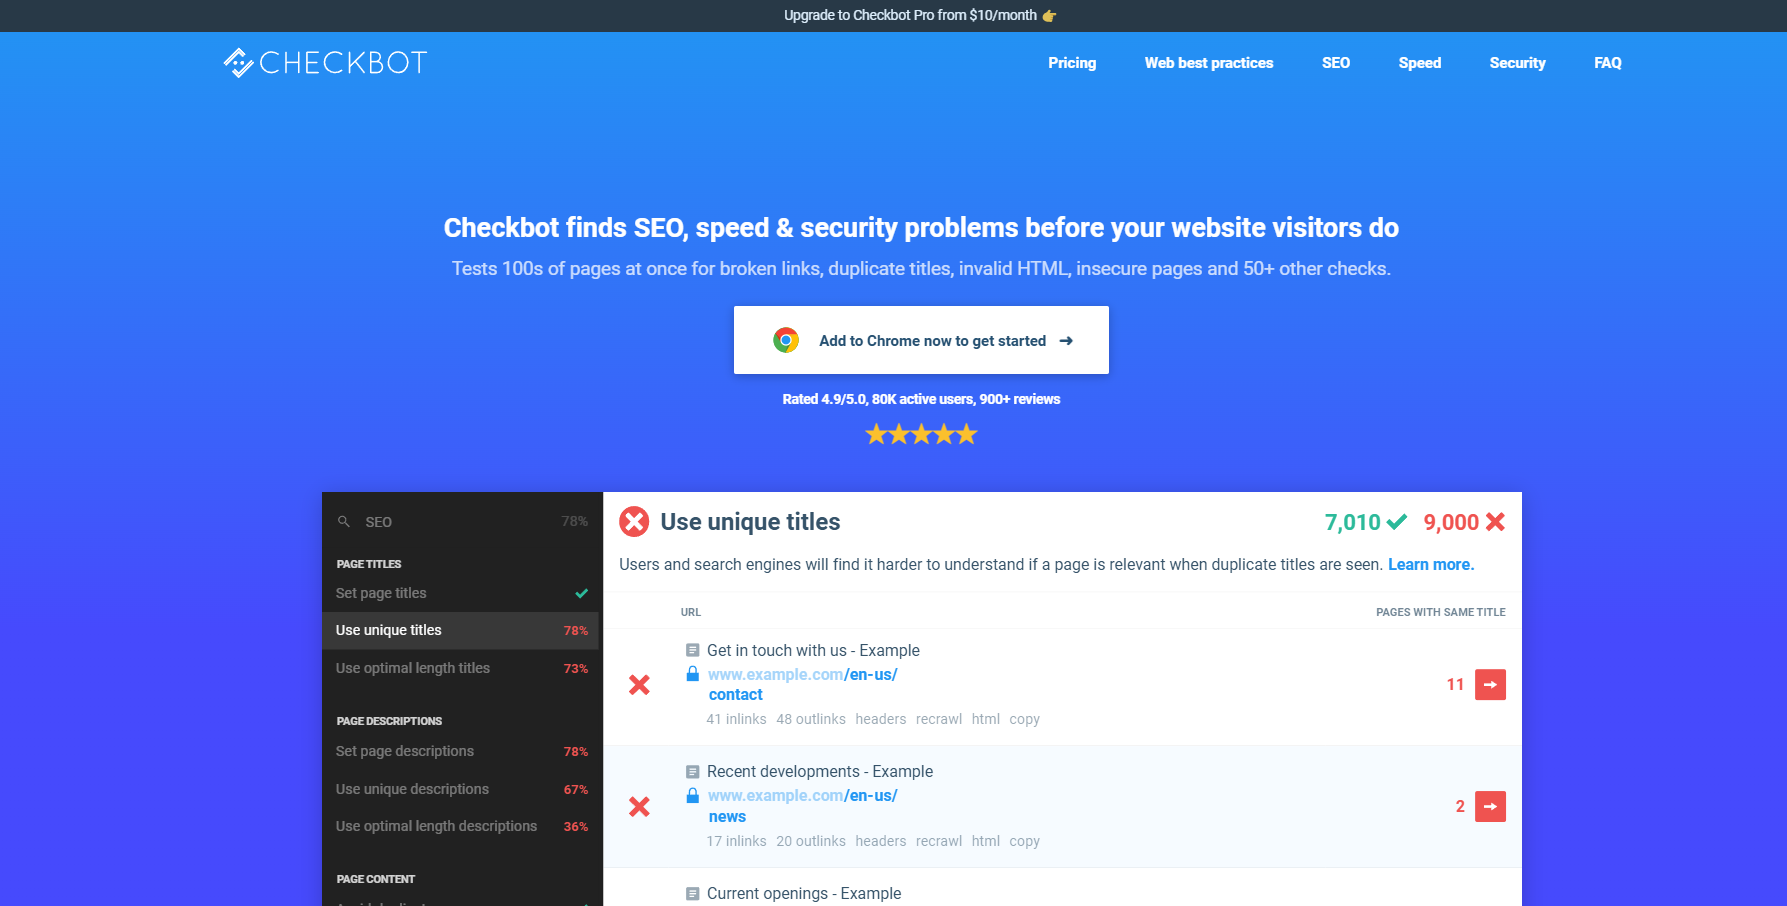 Upgrade to Checkbot Pro from $10/month
CHECKBOT
Pricing
Web best practices
SEO
Speed
Security
FAQ
Checkbot finds SEO, speed & security problems before your website visitors do
Tests 100s of pages at once for broken links, duplicate titles, invalid HTML, insecure pages and 50+ other checks.
Add to Chrome now to get started
Rated 4.9/5.0, 80K active users, 900+ reviews
SEO 78%
PAGE TITLES
Set page titles
Use unique titles 78%
Use optimal length titles 73%
PAGE DESCRIPTIONS
Set page descriptions 78%
Use unique descriptions 67%
Use optimal length descriptions 36%
PAGE CONTENT
Use unique titles 7,010 9,000
Users and search engines will find it harder to understand if a page is relevant when duplicate titles are seen. Learn more.
URL PAGES WITH SAME TITLE
Get in touch with us - Example
www.example.com/en-us/
contact
11
41 inlinks 48 outlinks headers recrawl html copy
Recent developments - Example
www.example.com/en-us/
news
2
17 inlinks 20 outlinks headers recrawl html copy
Current openings - Example